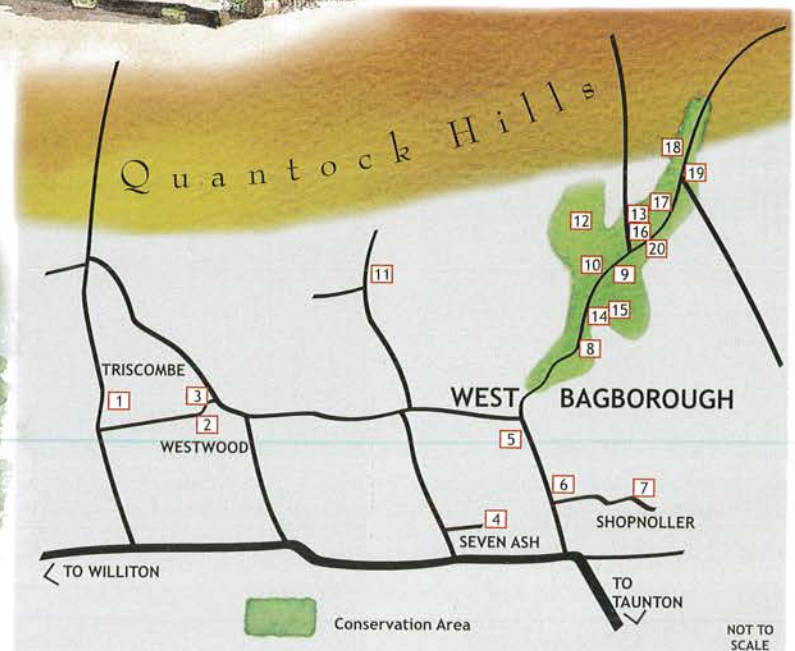 Quantock Hills
18
19
17
13
12
16
20
10
9
11
14 15
8
TRISCOMBE
1
3
2
WESTWOOD
WEST BAGBOROUGH
5
6
7
SHOPNOLLER
4
SEVEN ASH
TO WILLITON
TO
TAUNTON
Conservation Area
NOT TO
SCALE